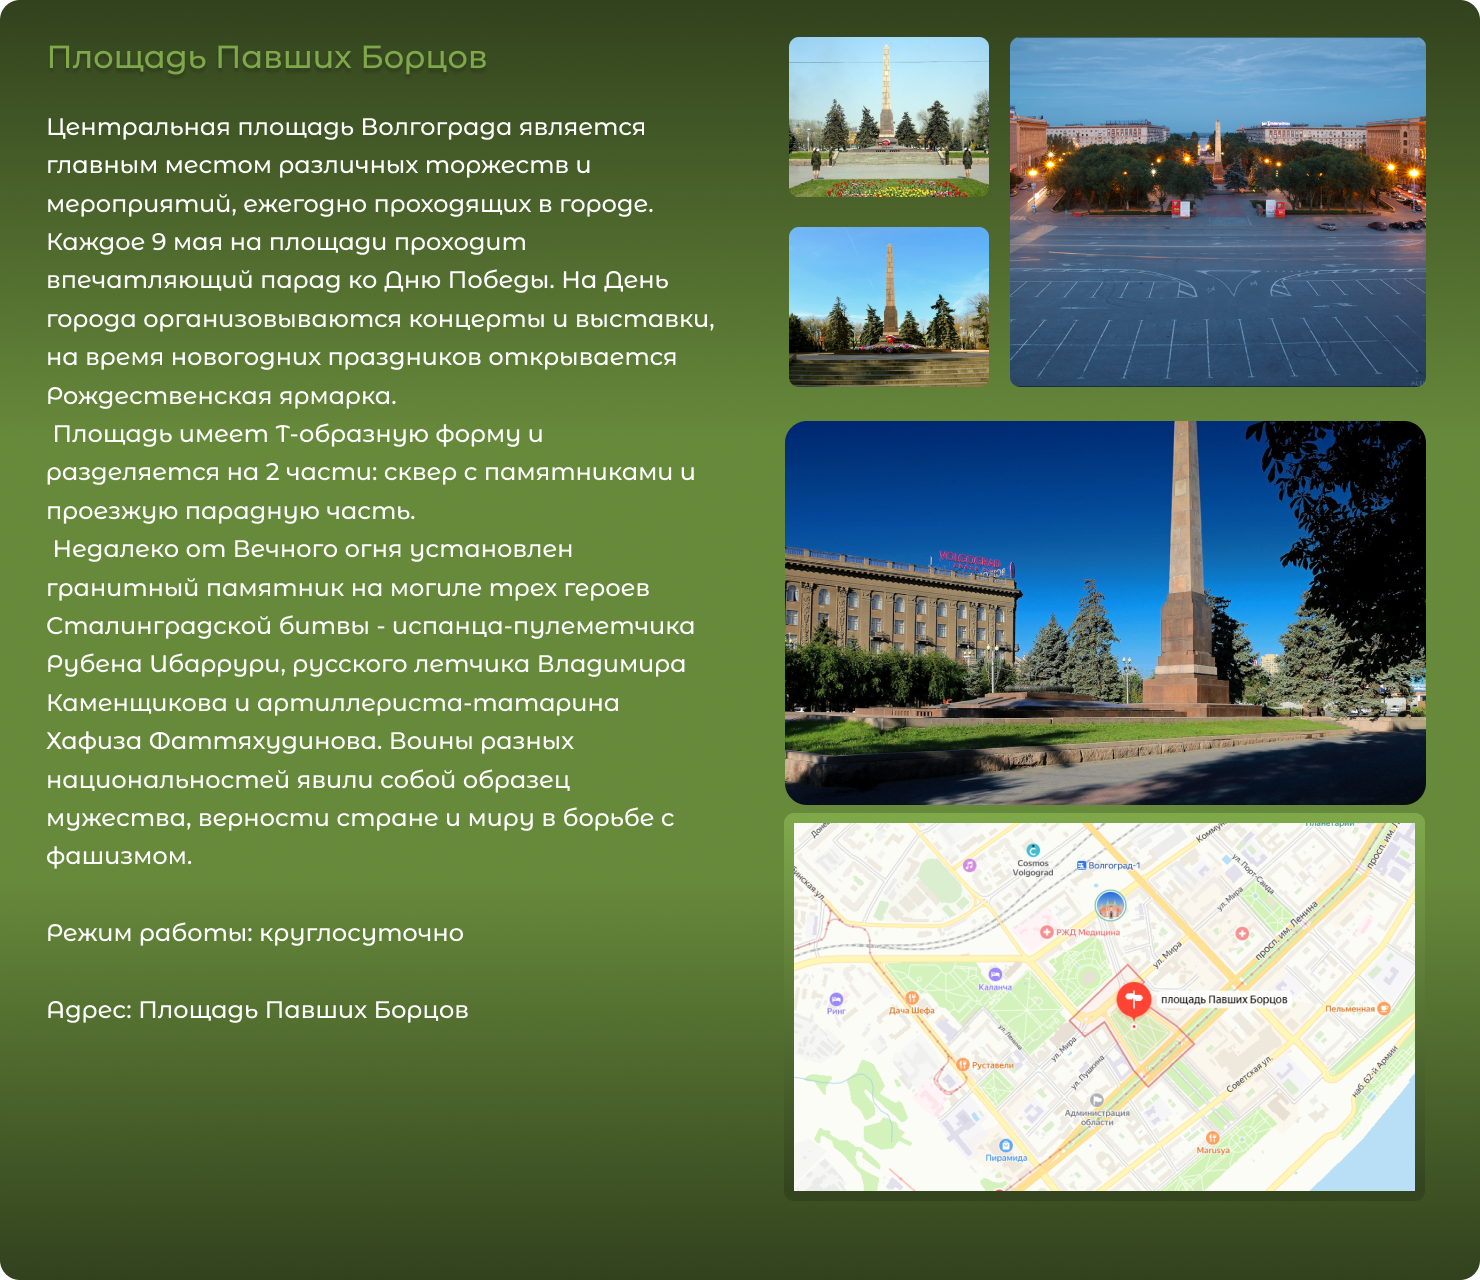 Площадь Павших Борцов
Центральная площадь Волгограда является
главным местом различных торжеств и
мероприятий, ежегодно проходящих в городе.
Каждое 9 мая на площади проходит
впечатляющий парад ко Дню Победы. На День
города организовываются концерты и выставки,
на время новогодних праздников открывается
Рождественская ярмарка.
Площадь имеет Т-образную форму и
разделяется на 2 части: сквер с памятниками и
проезжую парадную часть.
Недалеко от Вечного огня установлен
гранитный памятник на могиле трех героев
Сталинградской битвы - испанца-пулеметчика
Рубена Ибаррури, русского летчика Владимира
Каменщикова и артиллериста-татарина
Хафиза Фаттяхудинова. Воины разных
национальностей явили собой образец
мужества, верности стране и миру в борьбе с
фашизмом.
Режим работы: круглосуточно
Адрес: Площадь Павших Борцов
VOLGOGRAD
Cosmos
Volgograd
Волгоград-1
ул. Порт-Саида
ул. Мира
просп. им. Ленина
просп. им.
РЖД Медицина
ул. Мира
Каланча
Ринг
Дача Шефа
площадь Павших Борцов
Пельменная
ул. Ленина
ул. Мира
Руставели
ул. Пушкина
Советская ул.
наб. 62-й Армии
Администрация
области
Пирамида
Marusya